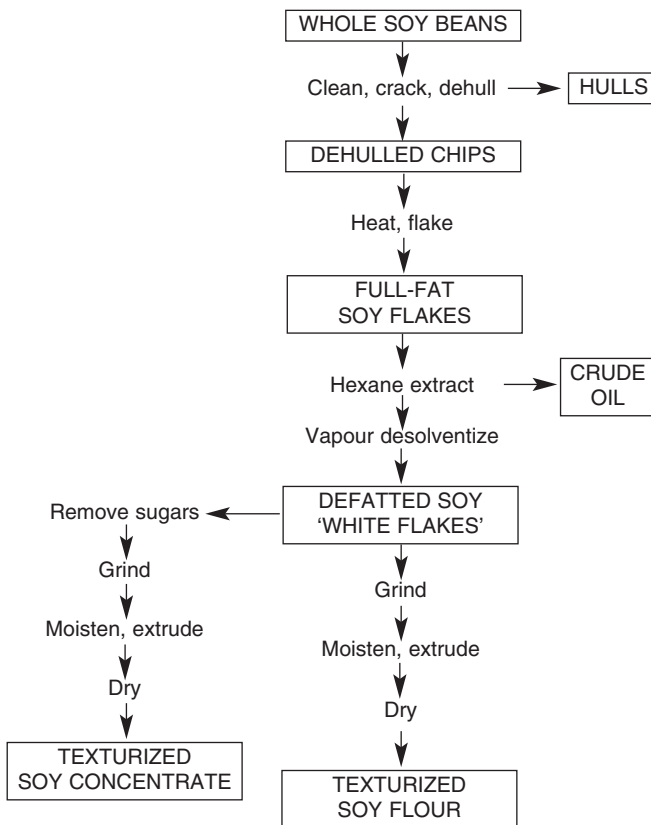 WHOLE SOY BEANS
Clean, crack, dehull
HULLS
DEHULLED CHIPS
Heat, flake
FULL-FAT
SOY FLAKES
Hexane extract
CRUDE
OIL
Vapour desolventize
DEFATTED SOY
‘WHITE FLAKES’
Remove sugars
Grind
Moisten, extrude
Dry
TEXTURIZED
SOY CONCENTRATE
Grind
Moisten, extrude
Dry
TEXTURIZED
SOY FLOUR